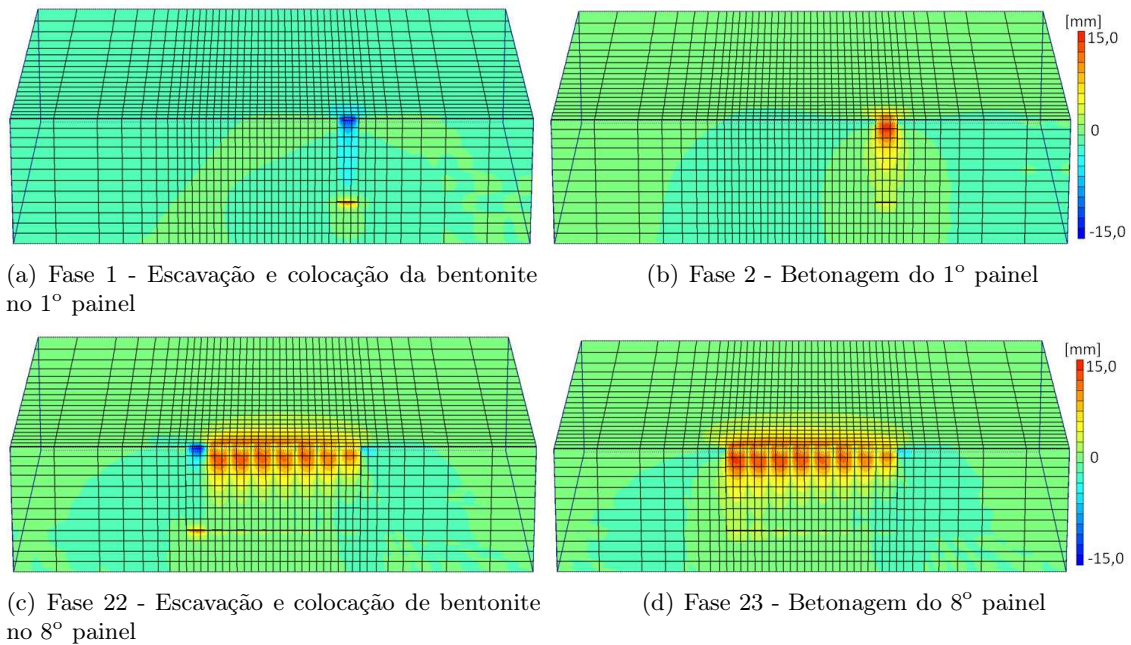 [mm]
15,0
0
-15,0
(a) Fase 1 - Escavação e colocação da bentonite
no 1º painel
(b) Fase 2 - Betonagem do 1º painel
[mm]
15,0
0
-15,0
(c) Fase 22 - Escavação e colocação de bentonite
no 8º painel
(d) Fase 23 - Betonagem do 8º painel